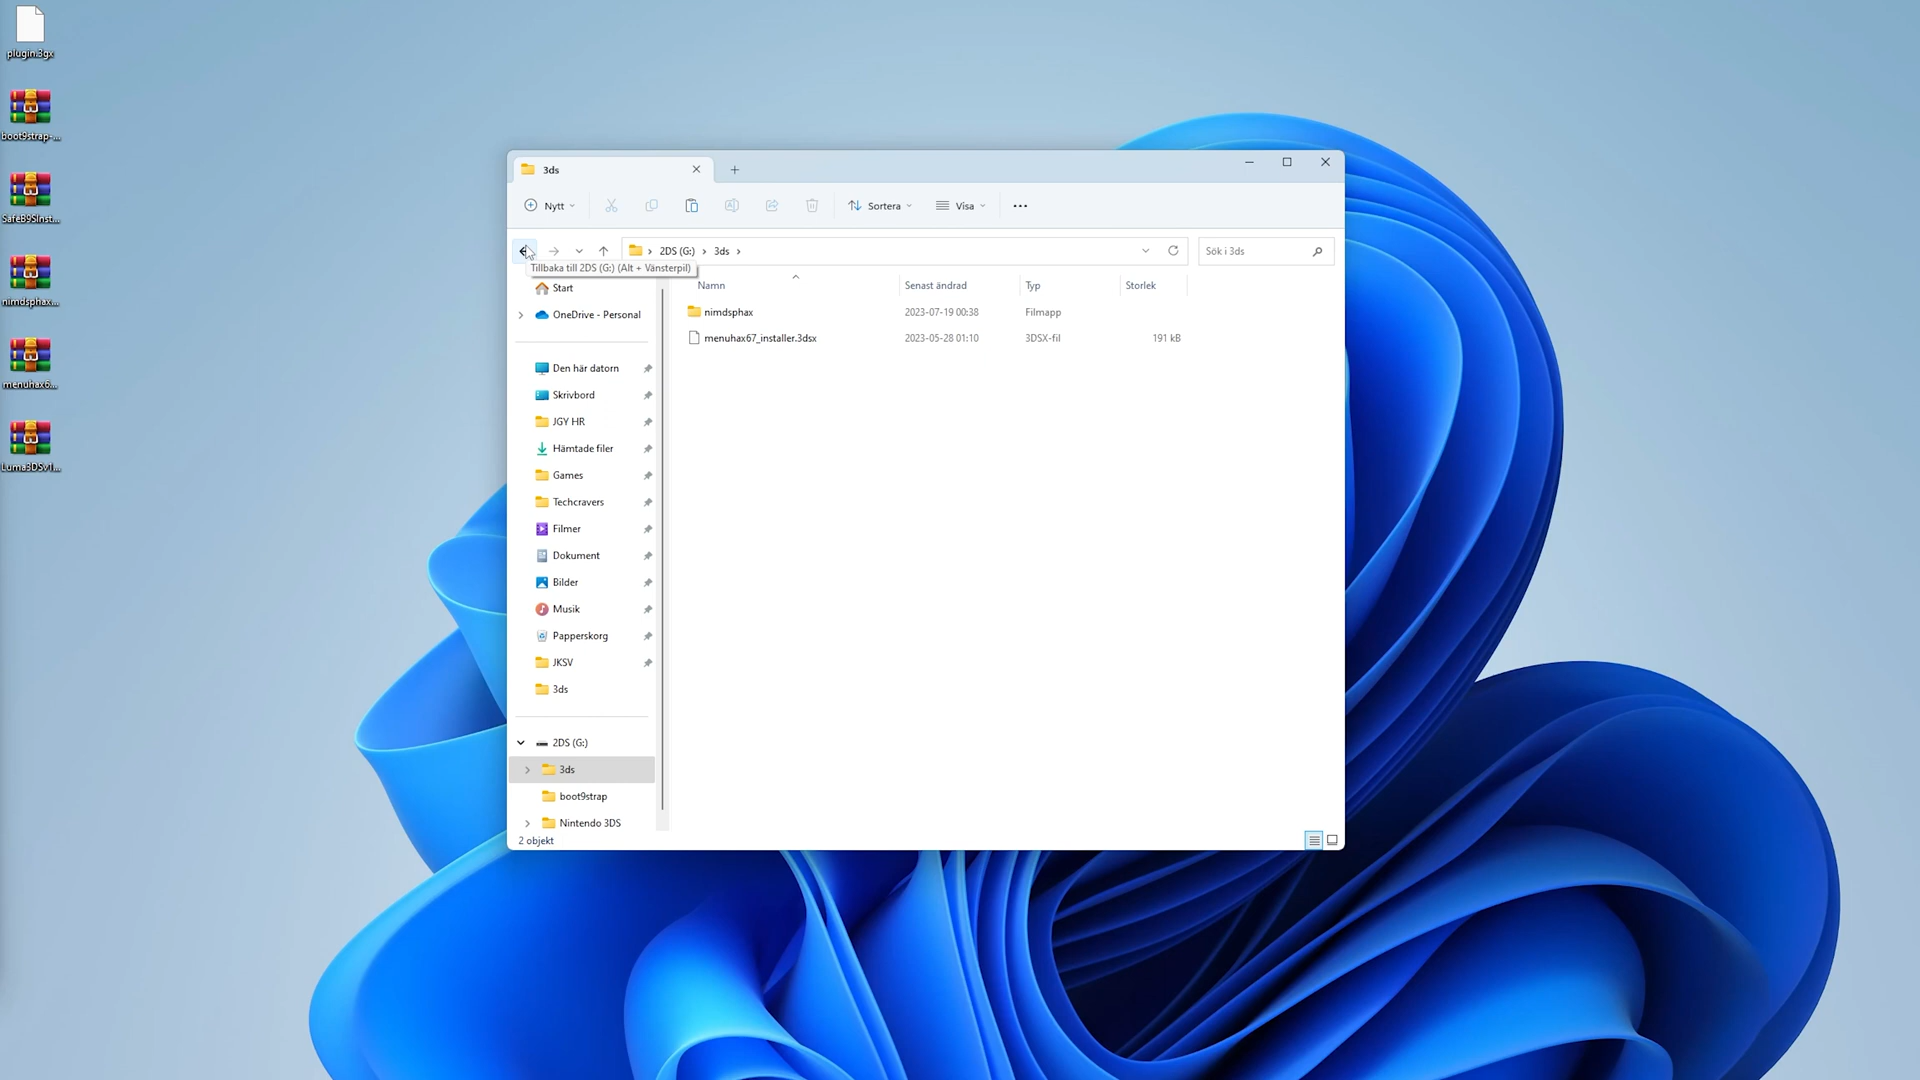 plugin.3gx
boot9strap-...
SafeB9SInst...
nimdsphax...
menuhax6...
Luma3DSv1...
3ds
Nytt
Sortera
Visa
2DS (G:) 3ds
Sök i 3ds
Tillbaka till 2DS (G:) (Alt + Vänsterpil)
Namn Senast ändrad Typ Storlek
nimdsphax 2023-07-19 00:38 Filmapp
menuhax67_installer.3dsx 2023-05-28 01:10 3DSX-fil 191 kB
Start
OneDrive - Personal
Den här datorn
Skrivbord
JGY HR
Hämtade filer
Games
Techcravers
Filmer
Dokument
Bilder
Musik
Papperskorg
JKSV
3ds
2DS (G:)
3ds
boot9strap
Nintendo 3DS
2 objekt